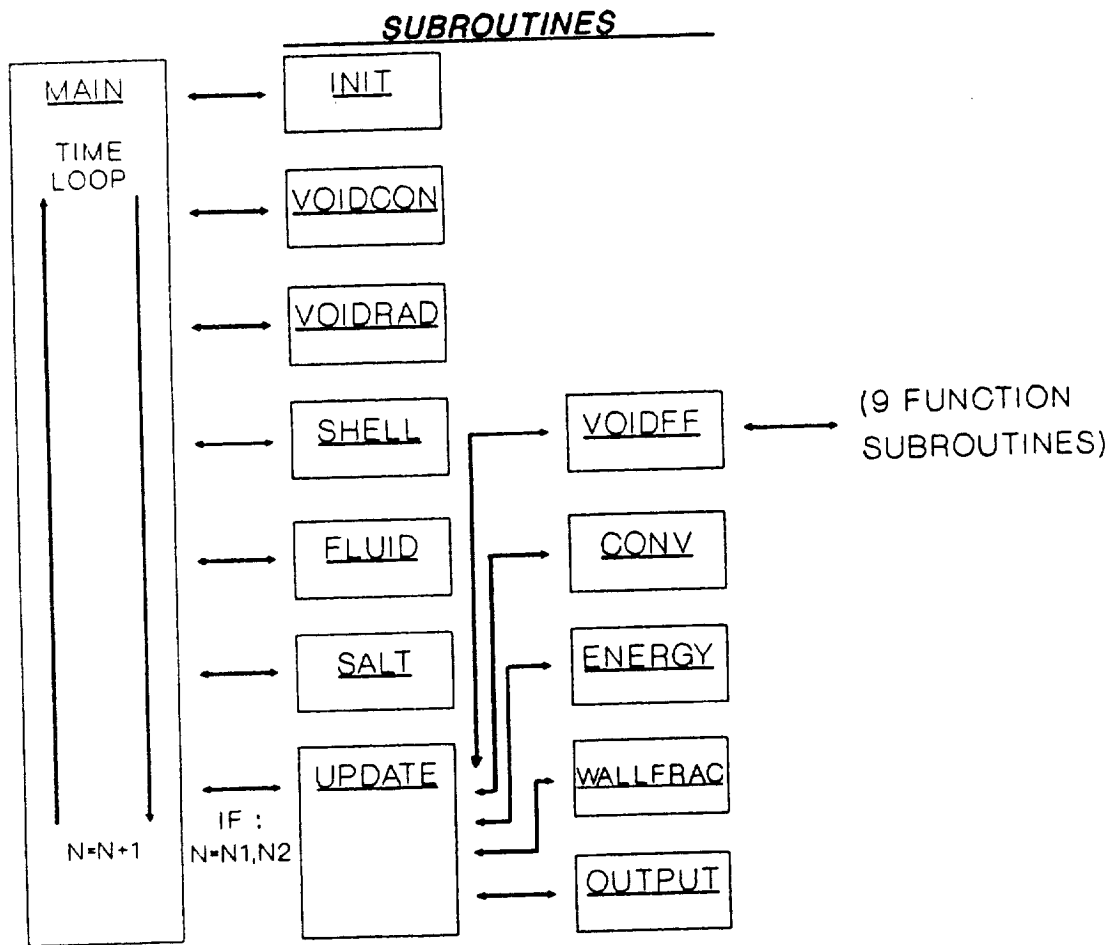 SUBROUTINES
MAIN
TIME
LOOP
N=N+1
INIT
VOIDCON
VOIDRAD
SHELL
FLUID
SALT
UPDATE
IF :
N=N1,N2
VOIDFF
(9 FUNCTION
SUBROUTINES)
CONV
ENERGY
WALLFRAC
OUTPUT